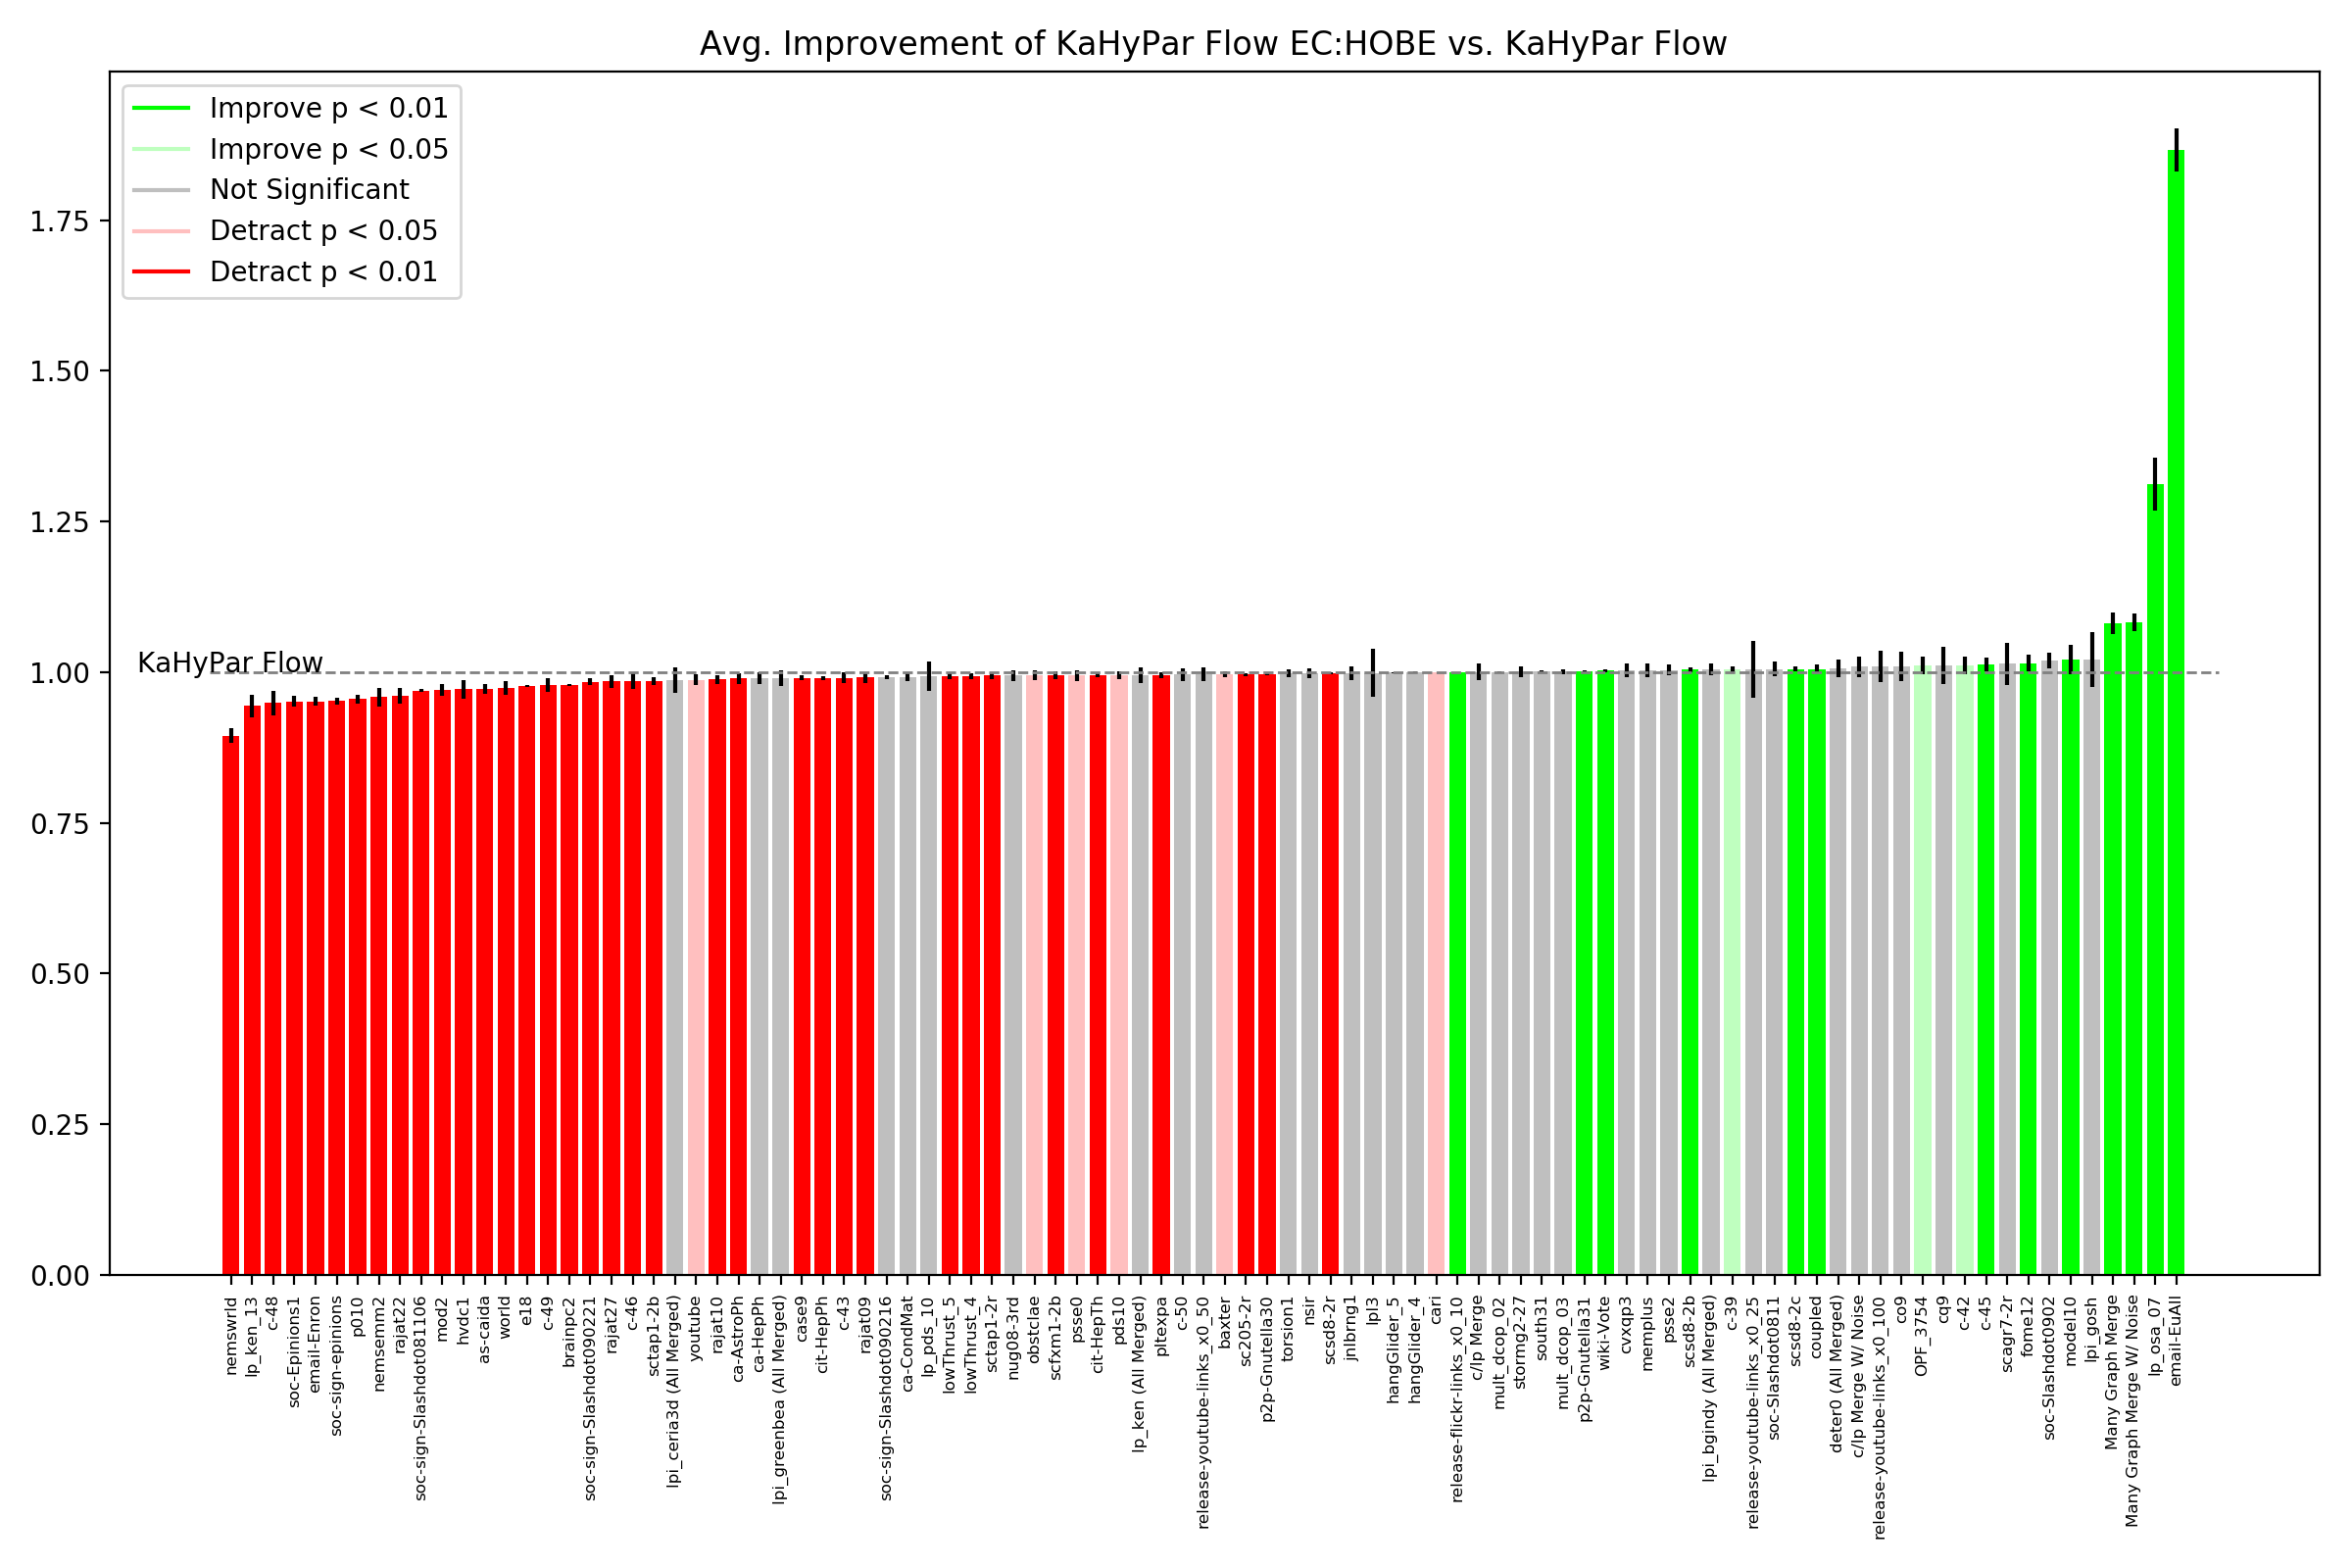 Avg. Improvement of KaHyPar Flow EC:HOBE vs. KaHyPar Flow
Improve p < 0.01
Improve p < 0.05
Not Significant
Detract p < 0.05
Detract p < 0.01
1.75
1.50
1.25
1.00
0.75
0.50
0.25
0.00
KaHyPar Flow
nemswrld
lp_ken_13
c-48
soc-Epinions1
email-Enron
soc-sign-epinions
p010
nemsemm2
rajat22
soc-sign-Slashdot081106
mod2
hvdc1
as-caida
world
e18
c-49
brainpc2
soc-sign-Slashdot090221
rajat27
c-46
sctap1-2b
lpi_ceria3d (All Merged)
youtube
rajat10
ca-AstroPh
ca-HepPh
lpi_greenbea (All Merged)
case9
cit-HepPh
c-43
rajat09
soc-sign-Slashdot090216
ca-CondMat
lp_pds_10
lowThrust_5
lowThrust_4
sctap1-2r
nug08-3rd
obstclae
scfxm1-2b
psse0
cit-HepTh
pds10
lp_ken (All Merged)
pltexpa
c-50
release-youtube-links_x0_50
baxter
sc205-2r
p2p-Gnutella30
torsion1
nsir
scsd8-2r
jnlbrng1
lpl3
hangGlider_5
hangGlider_4
cari
release-flickr-links_x0_10
c/lp Merge
mult_dcop_02
stormg2-27
south31
mult_dcop_03
p2p-Gnutella31
wiki-Vote
cvxqp3
memplus
psse2
scsd8-2b
lpi_bgindy (All Merged)
c-39
release-youtube-links_x0_25
soc-Slashdot0811
scsd8-2c
coupled
deter0 (All Merged)
c/lp Merge W/ Noise
release-youtube-links_x0_100
co9
OPF_3754
cq9
c-42
c-45
scagr7-2r
fome12
soc-Slashdot0902
model10
lpi_gosh
Many Graph Merge
Many Graph Merge W/ Noise
lp_osa_07
email-EuAll